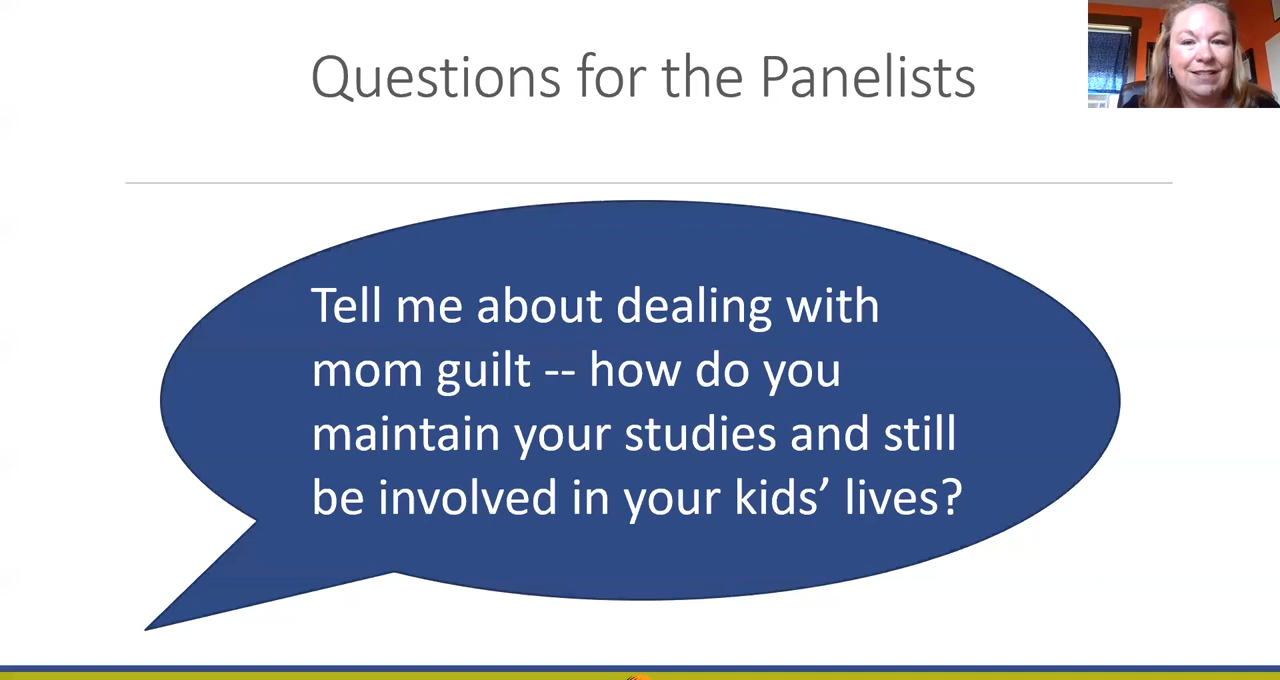 Questions for the Panelists
Tell me about dealing with
mom guilt -- how do you
maintain your studies and still
be involved in your kids’ lives?